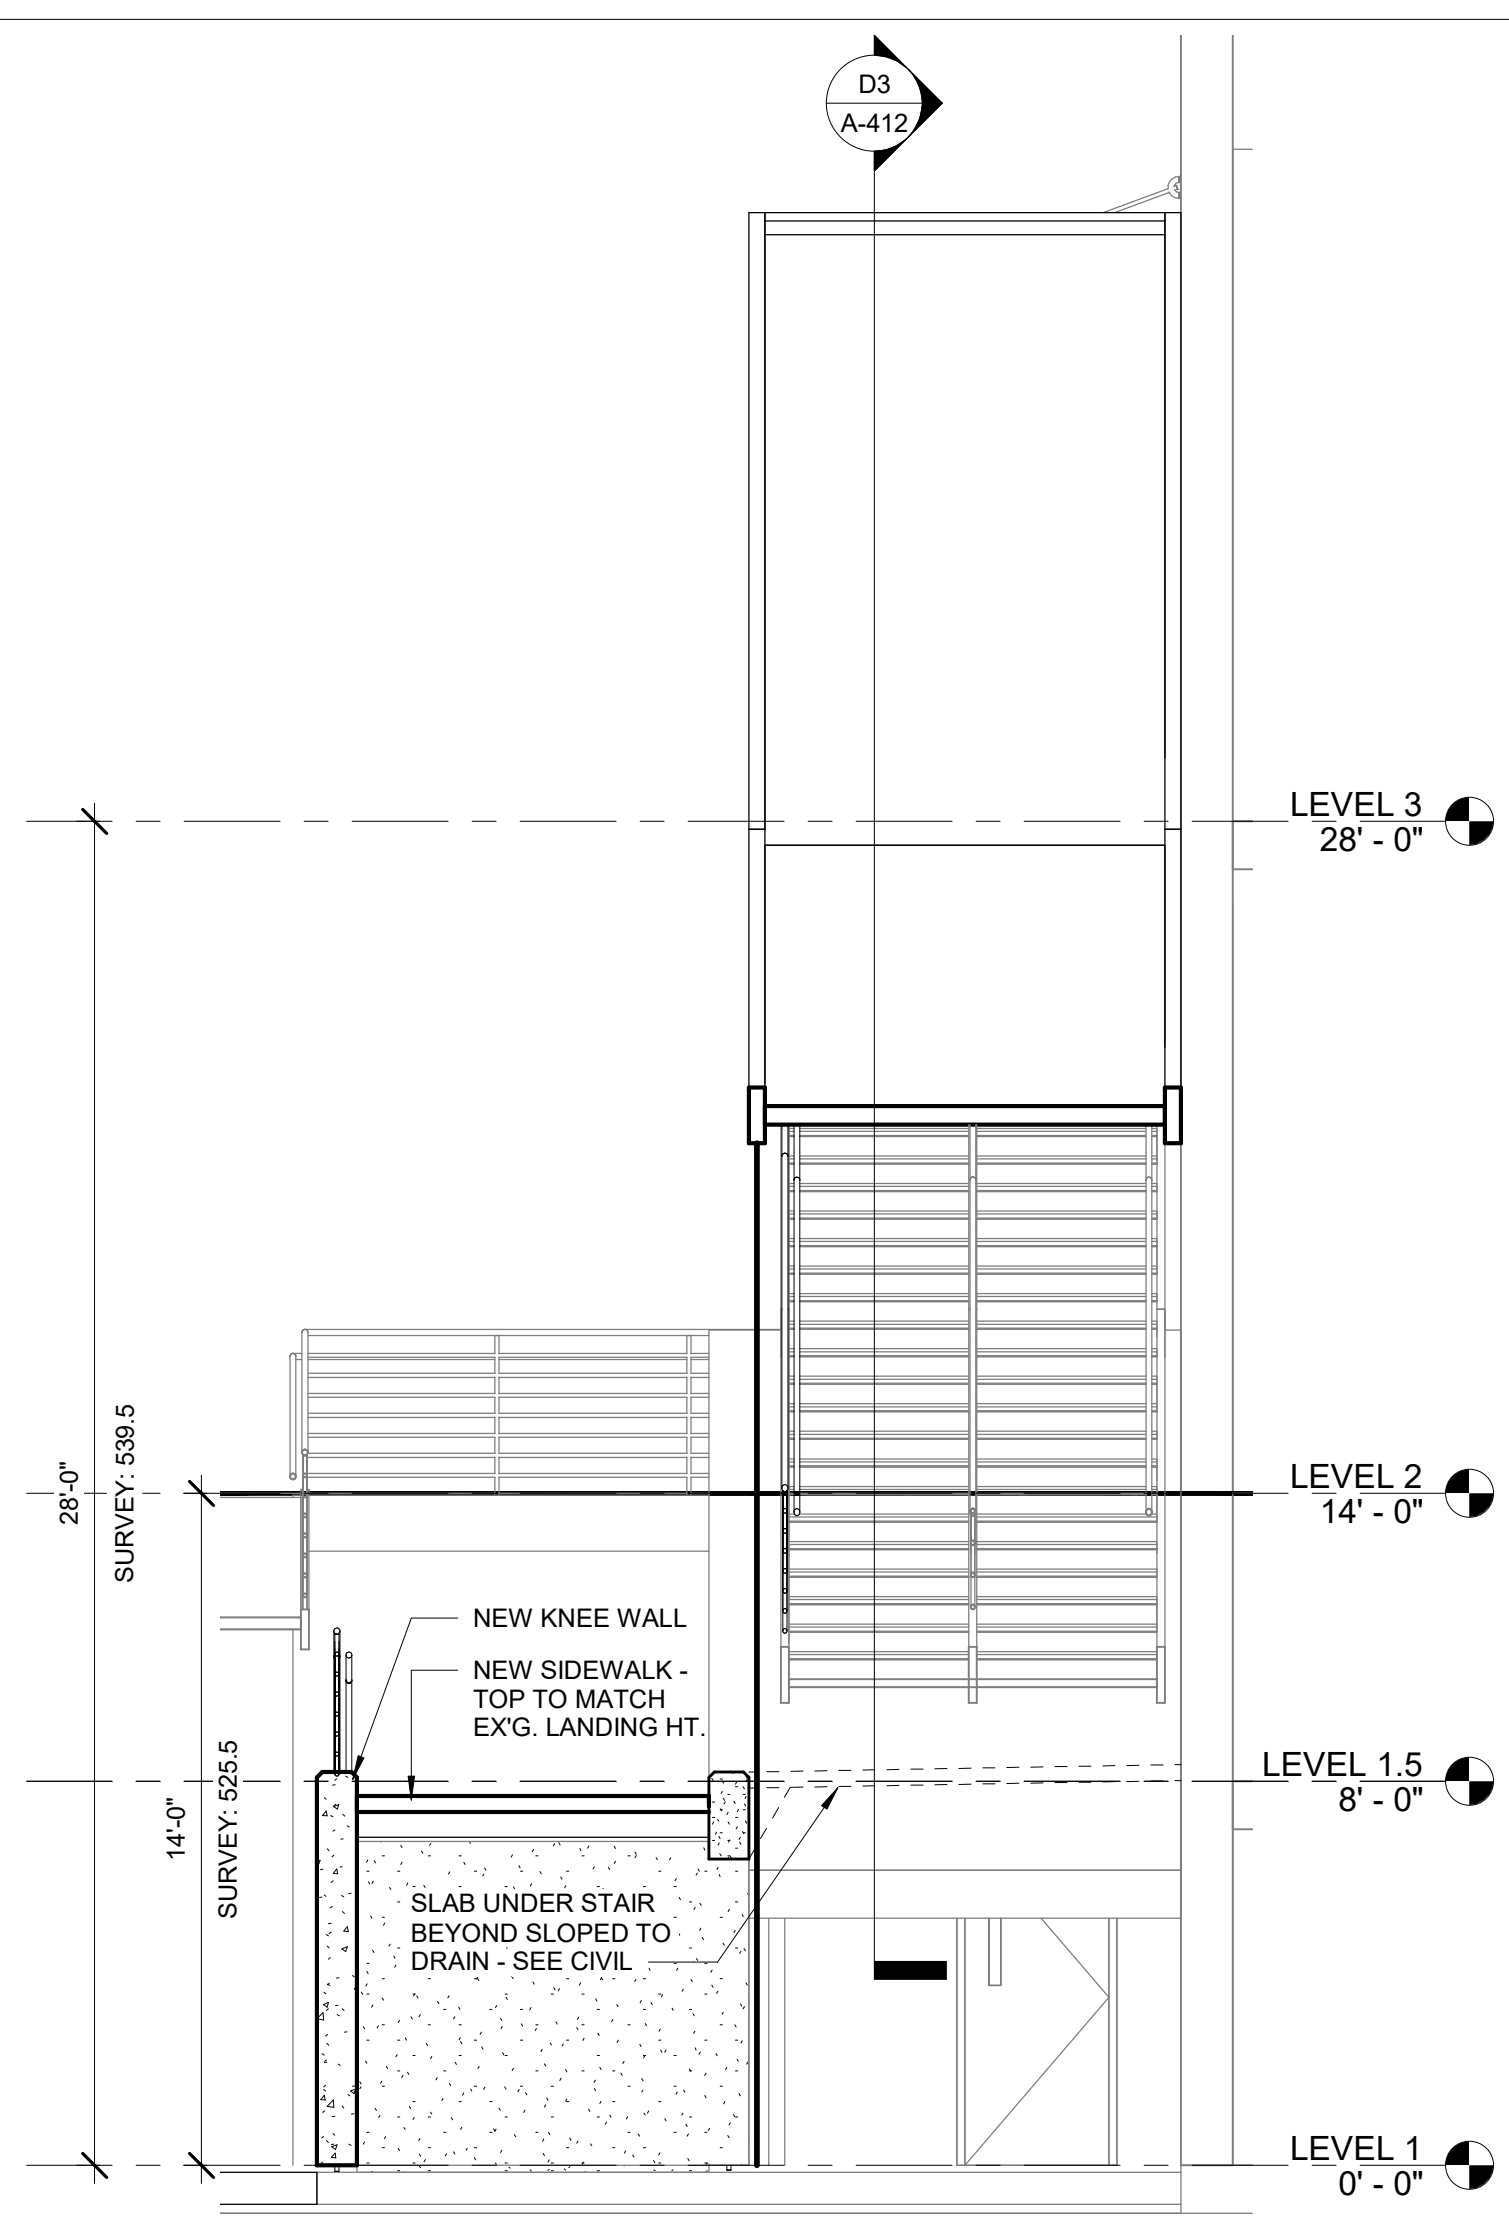 D3
A-412
LEVEL 3
28' - 0"
28'-0"
SURVEY: 539.5
LEVEL 2
14' - 0"
NEW KNEE WALL
NEW SIDEWALK -
TOP TO MATCH
EX'G. LANDING HT.
14'-0"
SURVEY: 525.5
LEVEL 1.5
8' - 0"
SLAB UNDER STAIR
BEYOND SLOPED TO
DRAIN - SEE CIVIL
LEVEL 1
0' - 0"